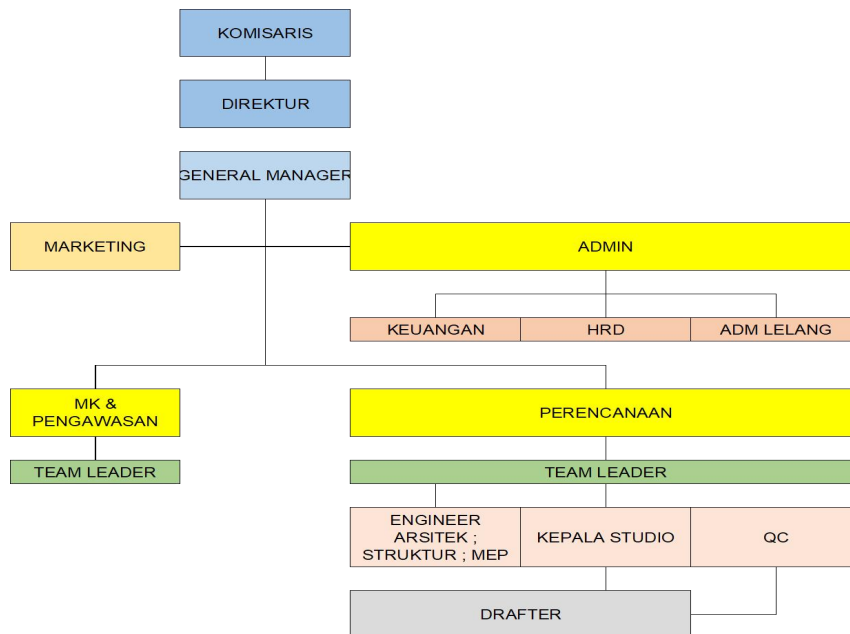 KOMISARIS
DIREKTUR
GENERAL MANAGER
MARKETING
ADMIN
KEUANGAN
HRD
ADM LELANG
MK &
PENGAWASAN
PERENCANAAN
TEAM LEADER
TEAM LEADER
ENGINEER
ARSITEK ;
STRUKTUR ; MEP
KEPALA STUDIO
QC
DRAFTER